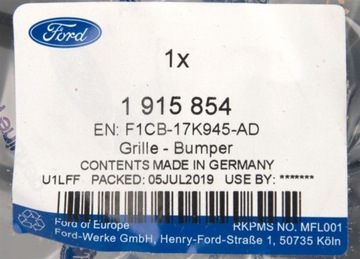 Ford
1x
1 915 854
EN: F1CB-17K945-AD
Grille - Bumper
CONTENTS MADE IN GERMANY
U1LFF PACKED: 05JUL2019 USE BY: *******
Ford of Europe RKPMS NO. MFL001
Ford-Werke GmbH, Henry-Ford-Straße 1, 50735 Köln